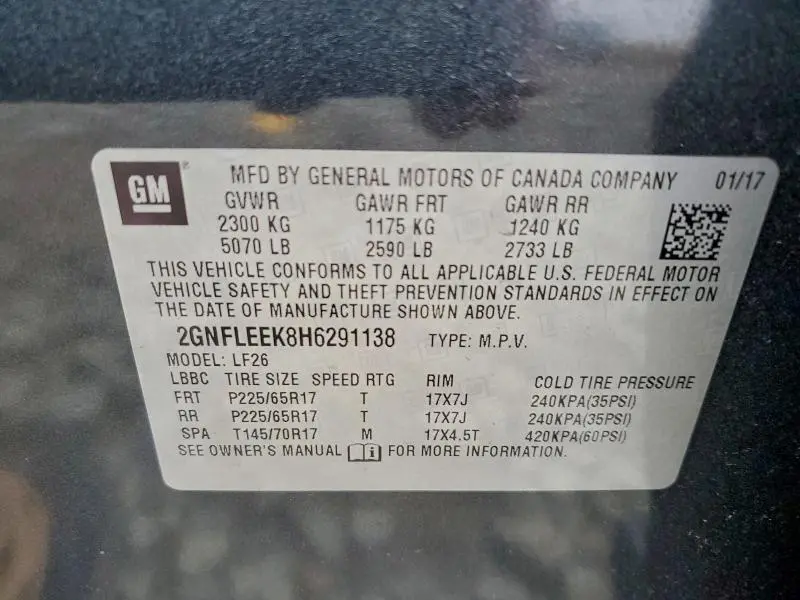 GM
MFD BY GENERAL MOTORS OF CANADA COMPANY 01/17
GVWR GAWR FRT GAWR RR
2300 KG 1175 KG 1240 KG
5070 LB 2590 LB 2733 LB
THIS VEHICLE CONFORMS TO ALL APPLICABLE U.S. FEDERAL MOTOR
VEHICLE SAFETY AND THEFT PREVENTION STANDARDS IN EFFECT ON
THE DATE OF MANUFACTURE SHOWN ABOVE.
2GNFLEEK8H6291138 TYPE: M.P.V.
MODEL: LF26
LBBC TIRE SIZE SPEED RTG RIM COLD TIRE PRESSURE
FRT P225/65R17 T 17X7J 240KPA(35PSI)
RR P225/65R17 T 17X7J 240KPA(35PSI)
SPA T145/70R17 M 17X4.5T 420KPA(60PSI)
SEE OWNER'S MANUAL i FOR MORE INFORMATION.